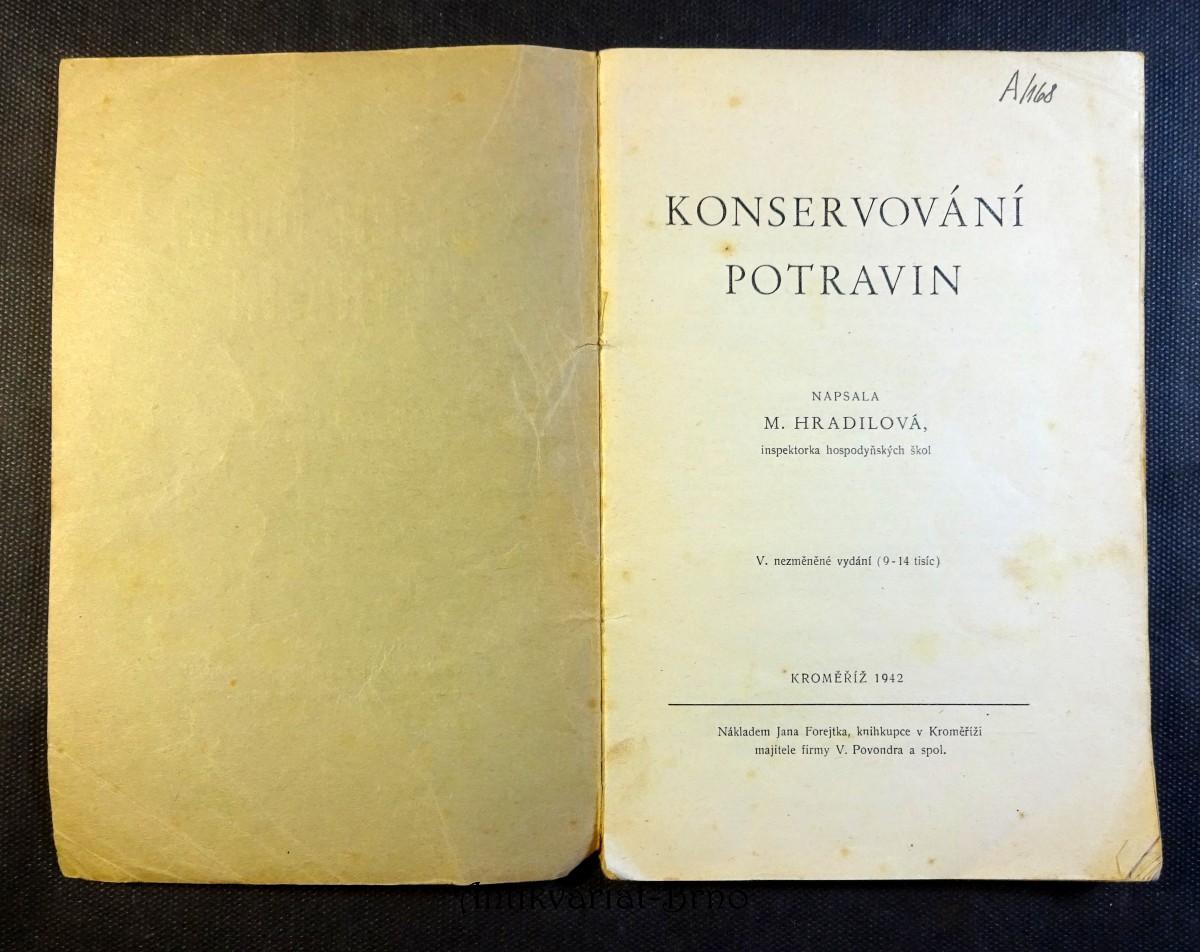 A/168
KONSERVOVÁNÍ
POTRAVIN
NAPSALA
M. HRADILOVÁ,
inspektorka hospodyňských škol
V. nezměněné vydání (9-14 tisíc)
KROMĚŘÍŽ 1942
Nákladem Jana Forejtka, knihkupce v Kroměříži
majitele firmy V. Povondra a spol.
Antikvariat-Brno